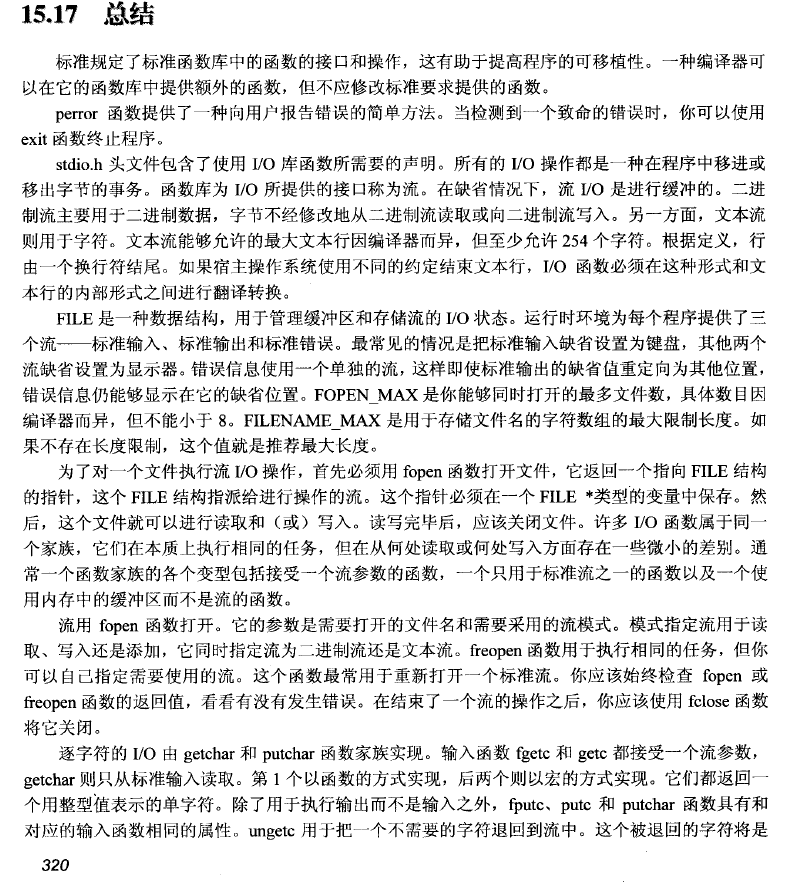 15.17 总结
标准规定了标准函数库中的函数的接口和操作，这有助于提高程序的可移植性。一种编译器可
以在它的函数库中提供额外的函数，但不应修改标准要求提供的函数。
perror 函数提供了一种向用户报告错误的简单方法。当检测到一个致命的错误时，你可以使用
exit 函数终止程序。
stdio.h 头文件包含了使用 I/O 库函数所需要的声明。所有的 I/O 操作都是一种在程序中移进或
移出字节的事务。函数库为 I/O 所提供的接口称为流。在缺省情况下，流 I/O 是进行缓冲的。二进
制流主要用于二进制数据，字节不经修改地从二进制流读取或向二进制流写入。另一方面，文本流
则用于字符。文本流能够允许的最大文本行因编译器而异，但至少允许 254 个字符。根据定义，行
由一个换行符结尾。如果宿主操作系统使用不同的约定结束文本行，I/O 函数必须在这种形式和文
本行的内部形式之间进行翻译转换。
FILE 是一种数据结构，用于管理缓冲区和存储流的 I/O 状态。运行时环境为每个程序提供了三
个流——标准输入、标准输出和标准错误。最常见的情况是把标准输入缺省设置为键盘，其他两个
流缺省设置为显示器。错误信息使用一个单独的流，这样即使标准输出的缺省值重定向为其他位置，
错误信息仍能够显示在它的缺省位置。FOPEN_MAX 是你能够同时打开的最多文件数，具体数目因
编译器而异，但不能小于 8。FILENAME_MAX 是用于存储文件名的字符数组的最大限制长度。如
果不存在长度限制，这个值就是推荐最大长度。
为了对一个文件执行流 I/O 操作，首先必须用 fopen 函数打开文件，它返回一个指向 FILE 结构
的指针，这个 FILE 结构指派给进行操作的流。这个指针必须在一个 FILE *类型的变量中保存。然
后，这个文件就可以进行读取和（或）写入。读写完毕后，应该关闭文件。许多 I/O 函数属于同一
个家族，它们在本质上执行相同的任务，但在从何处读取或何处写入方面存在一些微小的差别。通
常一个函数家族的各个变型包括接受一个流参数的函数，一个只用于标准流之一的函数以及一个使
用内存中的缓冲区而不是流的函数。
流用 fopen 函数打开。它的参数是需要打开的文件名和需要采用的流模式。模式指定流用于读
取、写入还是添加，它同时指定流为二进制流还是文本流。freopen 函数用于执行相同的任务，但你
可以自己指定需要使用的流。这个函数最常用于重新打开一个标准流。你应该始终检查 fopen 或
freopen 函数的返回值，看看有没有发生错误。在结束了一个流的操作之后，你应该使用 fclose 函数
将它关闭。
逐字符的 I/O 由 getchar 和 putchar 函数家族实现。输入函数 fgetc 和 getc 都接受一个流参数，
getchar 则只从标准输入读取。第 1 个以函数的方式实现，后两个则以宏的方式实现。它们都返回一
个用整型值表示的单字符。除了用于执行输出而不是输入之外，fputc、putc 和 putchar 函数具有和
对应的输入函数相同的属性。ungetc 用于把一个不需要的字符退回到流中。这个被退回的字符将是
320